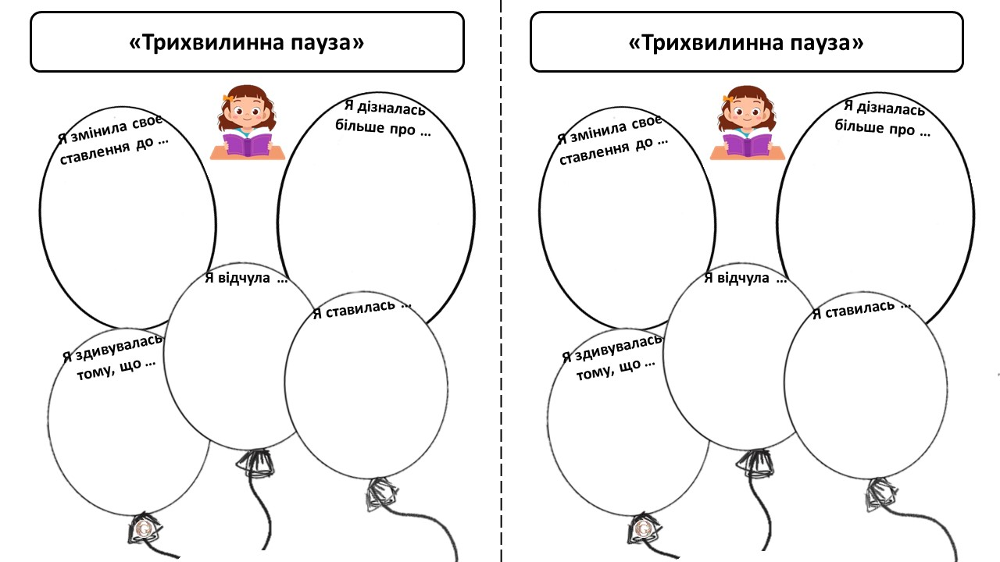 «Трихвилинна пауза»
Я змінила своє
ставлення до ...
Я дізналась
більше про ...
Я відчула ...
Я ставилась ...
Я здивувалась
тому, що ...
«Трихвилинна пауза»
Я змінила своє
ставлення до ...
Я дізналась
більше про ...
Я відчула ...
Я ставилась ...
Я здивувалась
тому, що ...